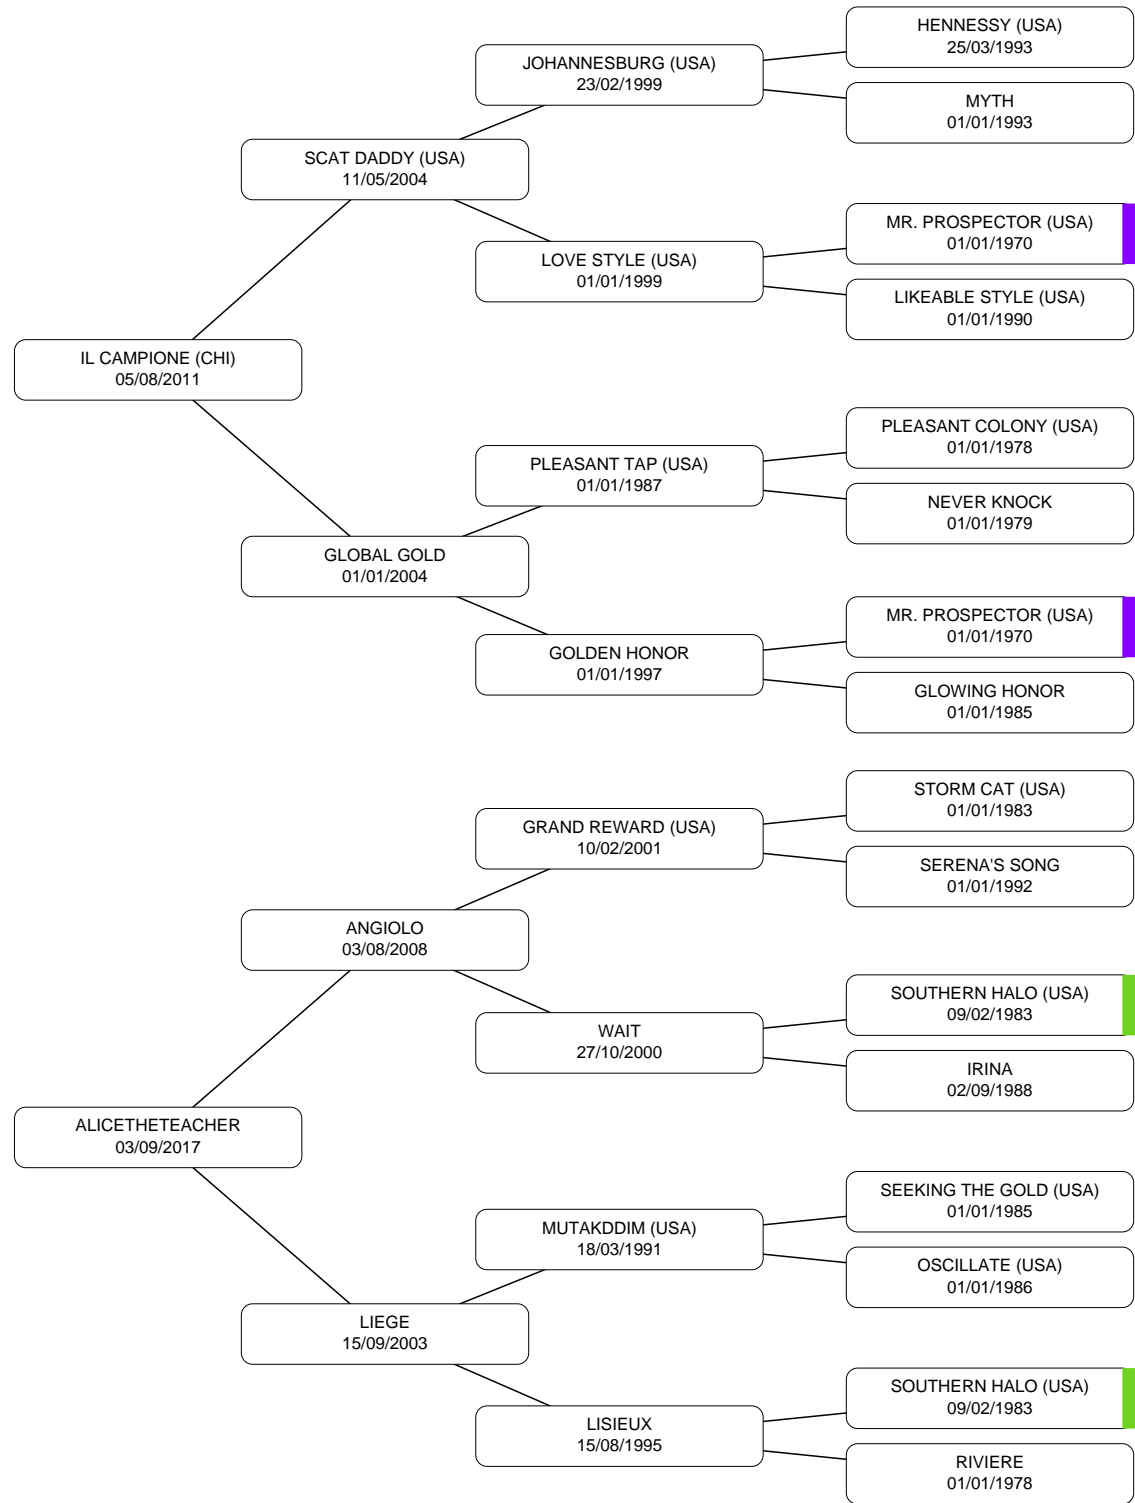 HENNESSY (USA)
25/03/1993
JOHANNESBURG (USA)
23/02/1999
MYTH
01/01/1993
SCAT DADDY (USA)
11/05/2004
MR. PROSPECTOR (USA)
01/01/1970
LOVE STYLE (USA)
01/01/1999
LIKEABLE STYLE (USA)
01/01/1990
IL CAMPIONE (CHI)
05/08/2011
PLEASANT COLONY (USA)
01/01/1978
PLEASANT TAP (USA)
01/01/1987
NEVER KNOCK
01/01/1979
GLOBAL GOLD
01/01/2004
MR. PROSPECTOR (USA)
01/01/1970
GOLDEN HONOR
01/01/1997
GLOWING HONOR
01/01/1985
STORM CAT (USA)
01/01/1983
GRAND REWARD (USA)
10/02/2001
SERENA'S SONG
01/01/1992
ANGIOLO
03/08/2008
SOUTHERN HALO (USA)
09/02/1983
WAIT
27/10/2000
IRINA
02/09/1988
ALICETHETEACHER
03/09/2017
SEEKING THE GOLD (USA)
01/01/1985
MUTAKDDIM (USA)
18/03/1991
OSCILLATE (USA)
01/01/1986
LIEGE
15/09/2003
SOUTHERN HALO (USA)
09/02/1983
LISIEUX
15/08/1995
RIVIERE
01/01/1978